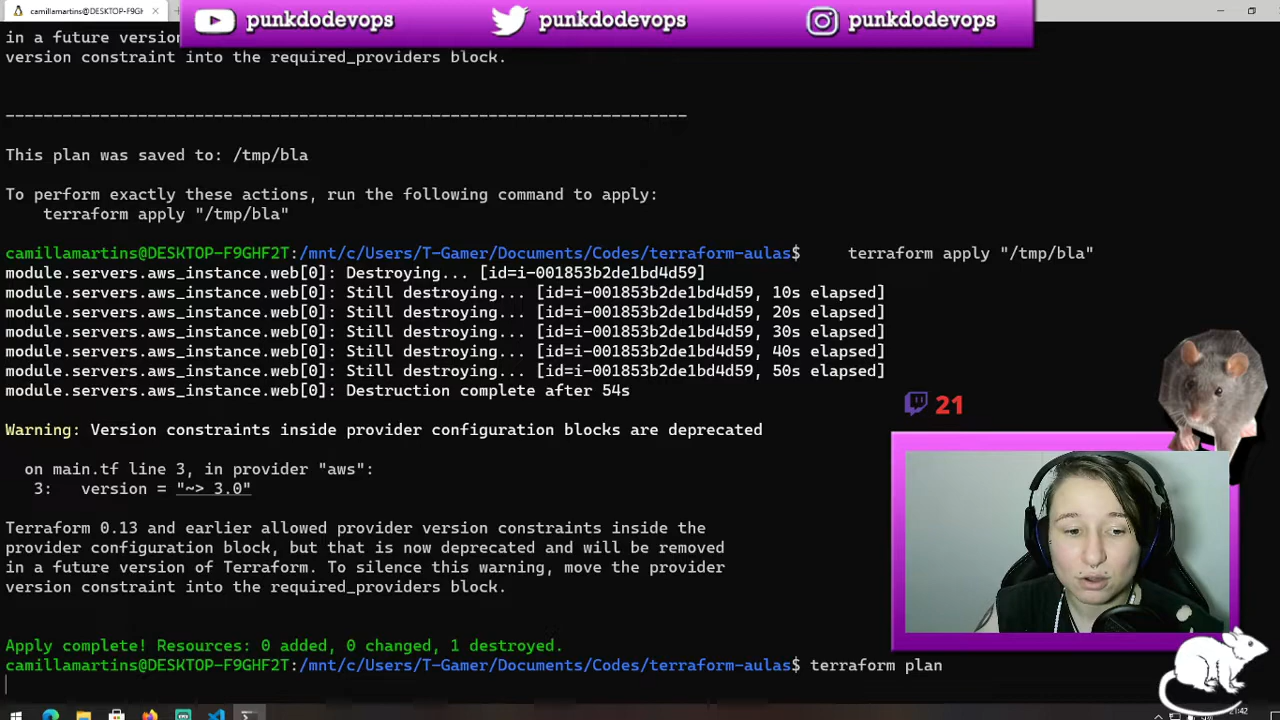 camillamartins@DESKTOP-F9GHF2T:
punkdodevops punkdodevops punkdodevops
in a future versio
version constraint into the required_providers block.
------------------------------------------------------------------------
This plan was saved to: /tmp/bla
To perform exactly these actions, run the following command to apply:
terraform apply "/tmp/bla"
camillamartins@DESKTOP-F9GHF2T:/mnt/c/Users/T-Gamer/Documents/Codes/terraform-aulas$ terraform apply "/tmp/bla"
module.servers.aws_instance.web[0]: Destroying... [id=i-001853b2de1bd4d59]
module.servers.aws_instance.web[0]: Still destroying... [id=i-001853b2de1bd4d59, 10s elapsed]
module.servers.aws_instance.web[0]: Still destroying... [id=i-001853b2de1bd4d59, 20s elapsed]
module.servers.aws_instance.web[0]: Still destroying... [id=i-001853b2de1bd4d59, 30s elapsed]
module.servers.aws_instance.web[0]: Still destroying... [id=i-001853b2de1bd4d59, 40s elapsed]
module.servers.aws_instance.web[0]: Still destroying... [id=i-001853b2de1bd4d59, 50s elapsed]
module.servers.aws_instance.web[0]: Destruction complete after 54s
21
Warning: Version constraints inside provider configuration blocks are deprecated
on main.tf line 3, in provider "aws":
3: version = "~> 3.0"
Terraform 0.13 and earlier allowed provider version constraints inside the
provider configuration block, but that is now deprecated and will be removed
in a future version of Terraform. To silence this warning, move the provider
version constraint into the required_providers block.
Apply complete! Resources: 0 added, 0 changed, 1 destroyed.
camillamartins@DESKTOP-F9GHF2T:/mnt/c/Users/T-Gamer/Documents/Codes/terraform-aulas$ terraform plan
21:42